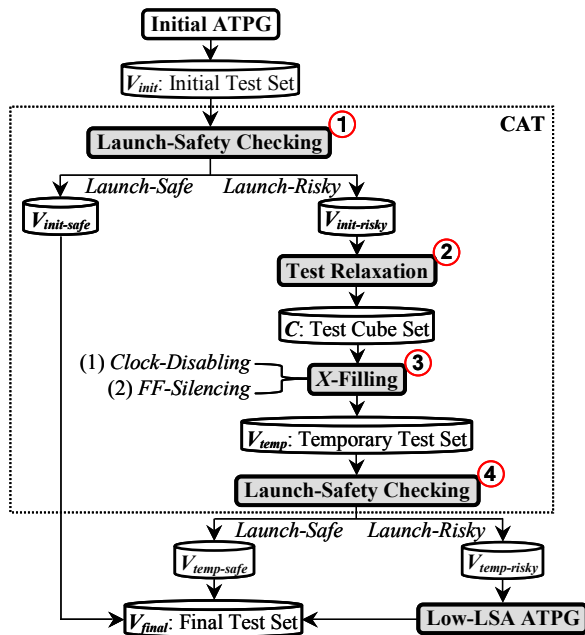 Initial ATPG
V_init: Initial Test Set
1
CAT
Launch-Safety Checking
Launch-Safe Launch-Risky
V_init-safe V_init-risky
2
Test Relaxation
C: Test Cube Set
(1) Clock-Disabling
3
X-Filling
(2) FF-Silencing
V_temp: Temporary Test Set
4
Launch-Safety Checking
Launch-Safe Launch-Risky
V_temp-safe V_temp-risky
V_final: Final Test Set Low-LSA ATPG